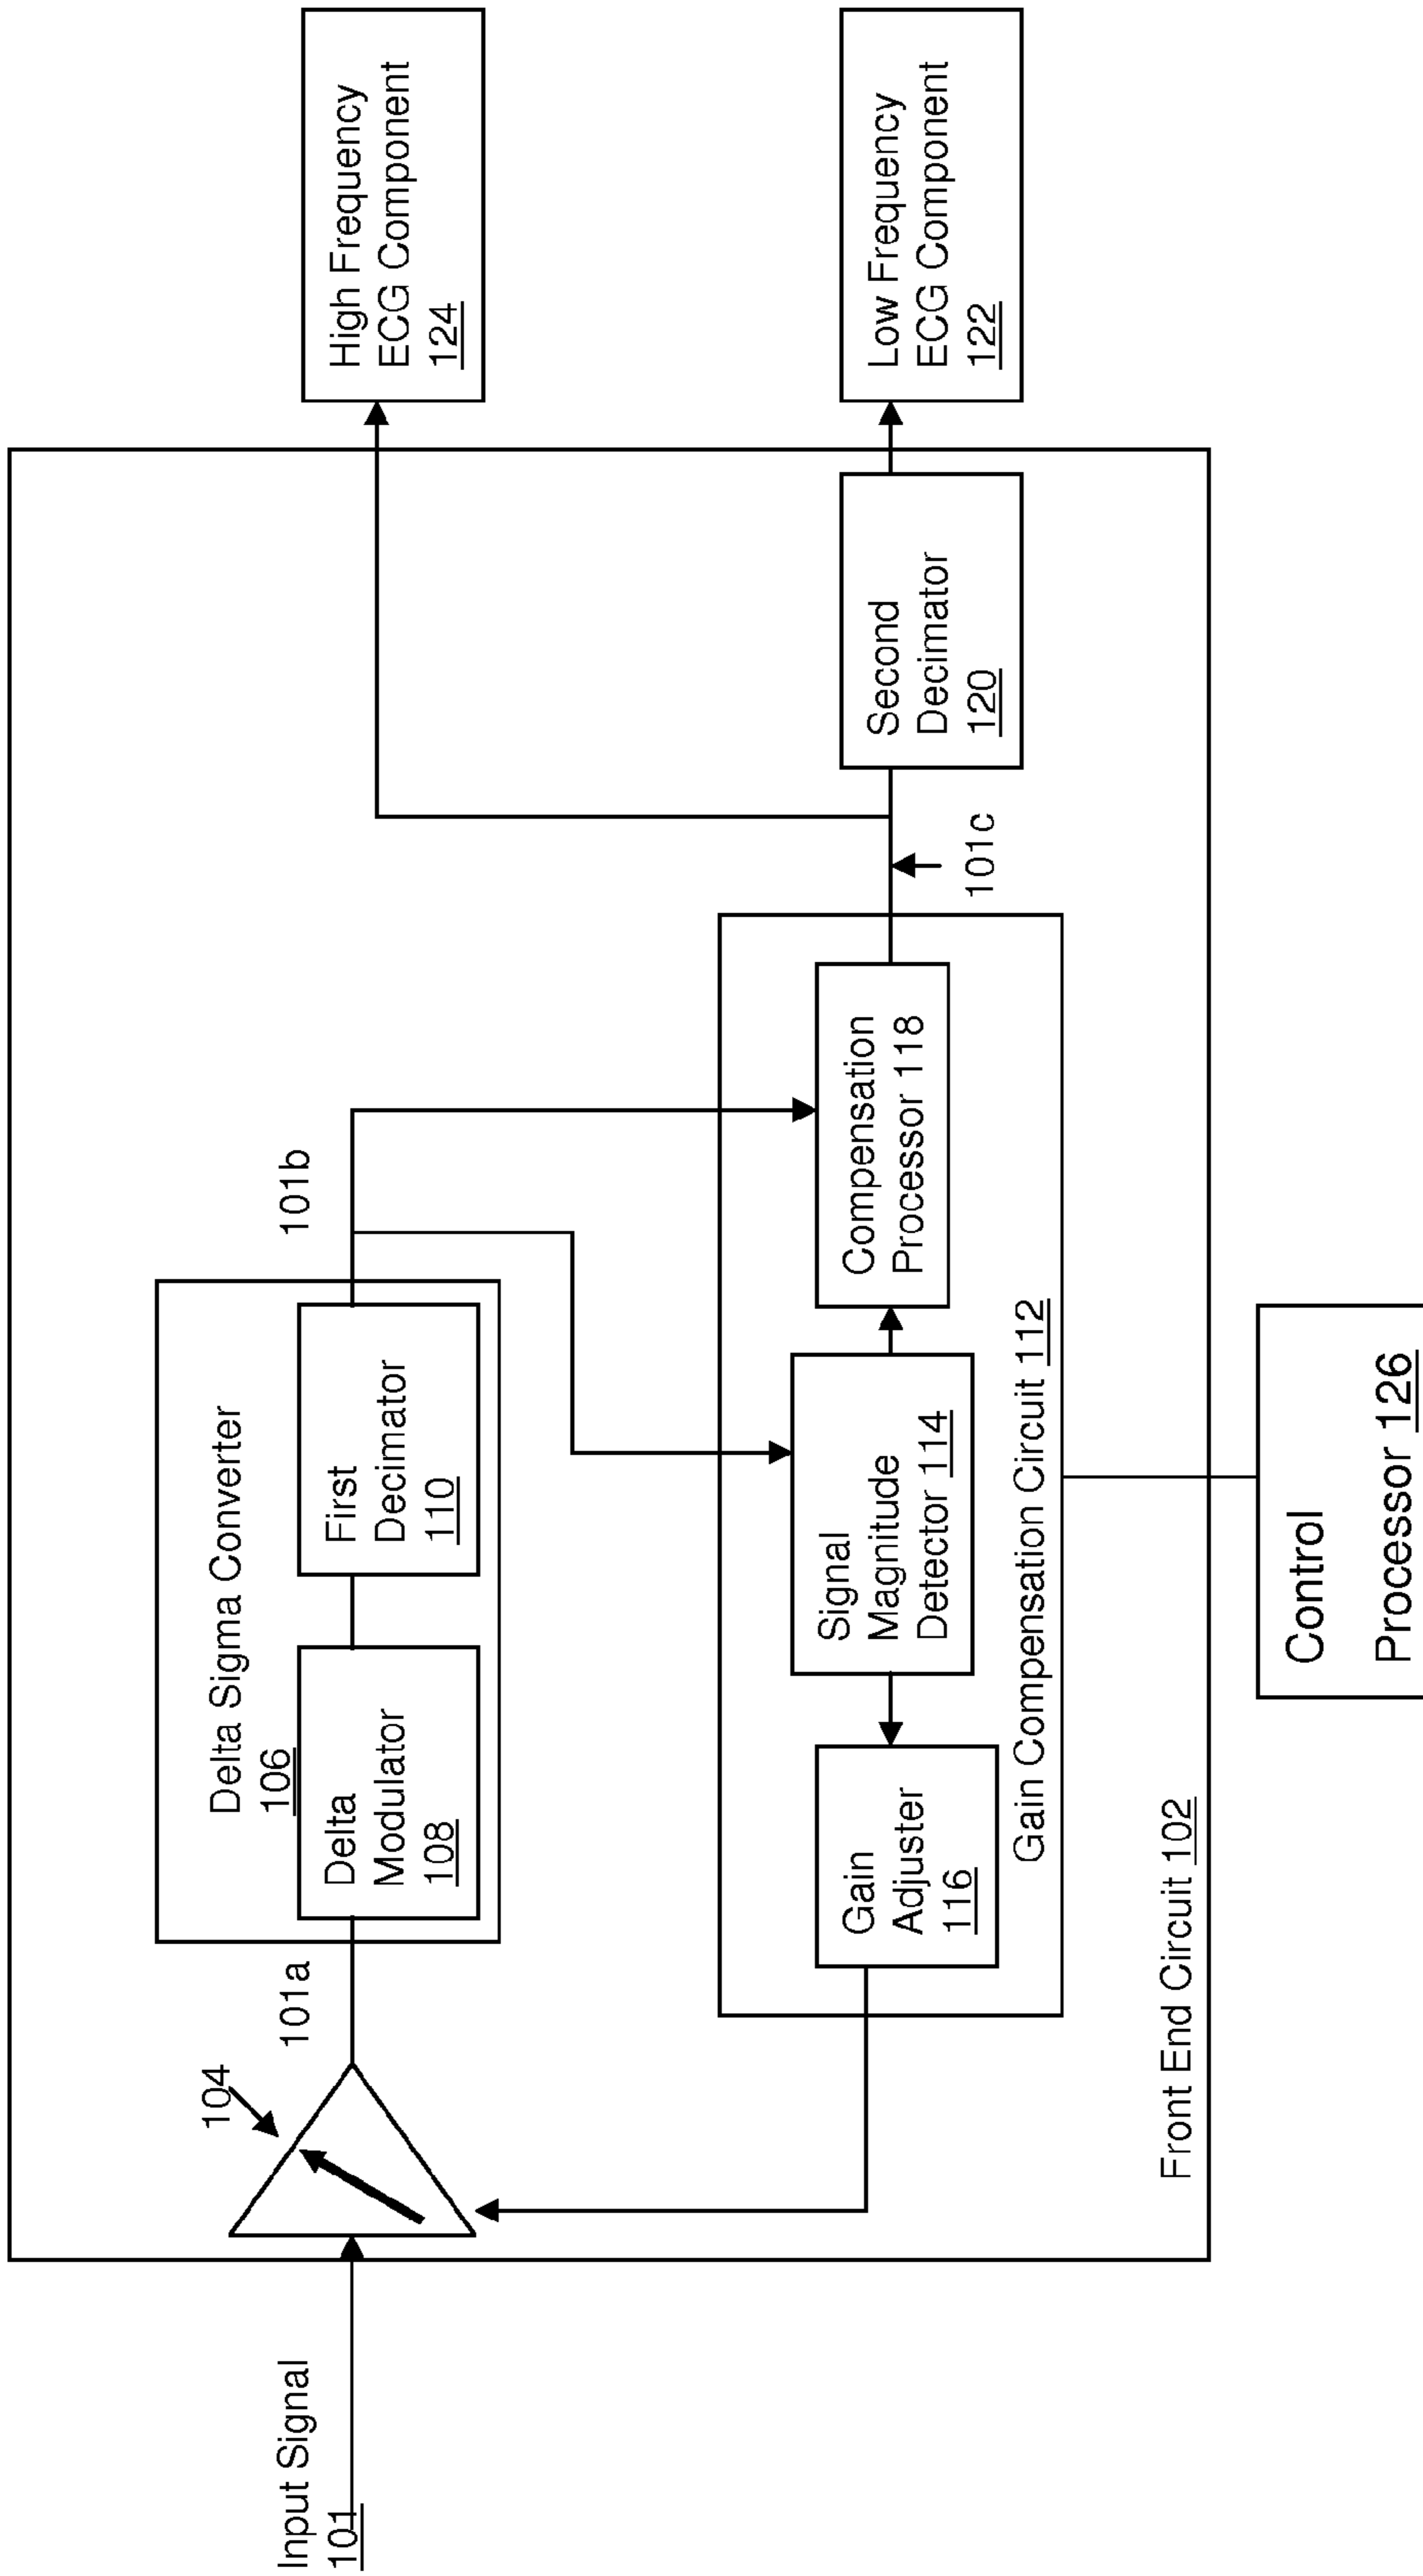 Input Signal
101
104
101a
Delta Sigma Converter
106
Delta
Modulator
108
First
Decimator
110
101b
High Frequency
ECG Component
124
Gain
Adjuster
116
Signal
Magnitude
Detector 114
Compensation
Processor 118
Gain Compensation Circuit 112
101c
Second
Decimator
120
Low Frequency
ECG Component
122
Front End Circuit 102
Control
Processor 126